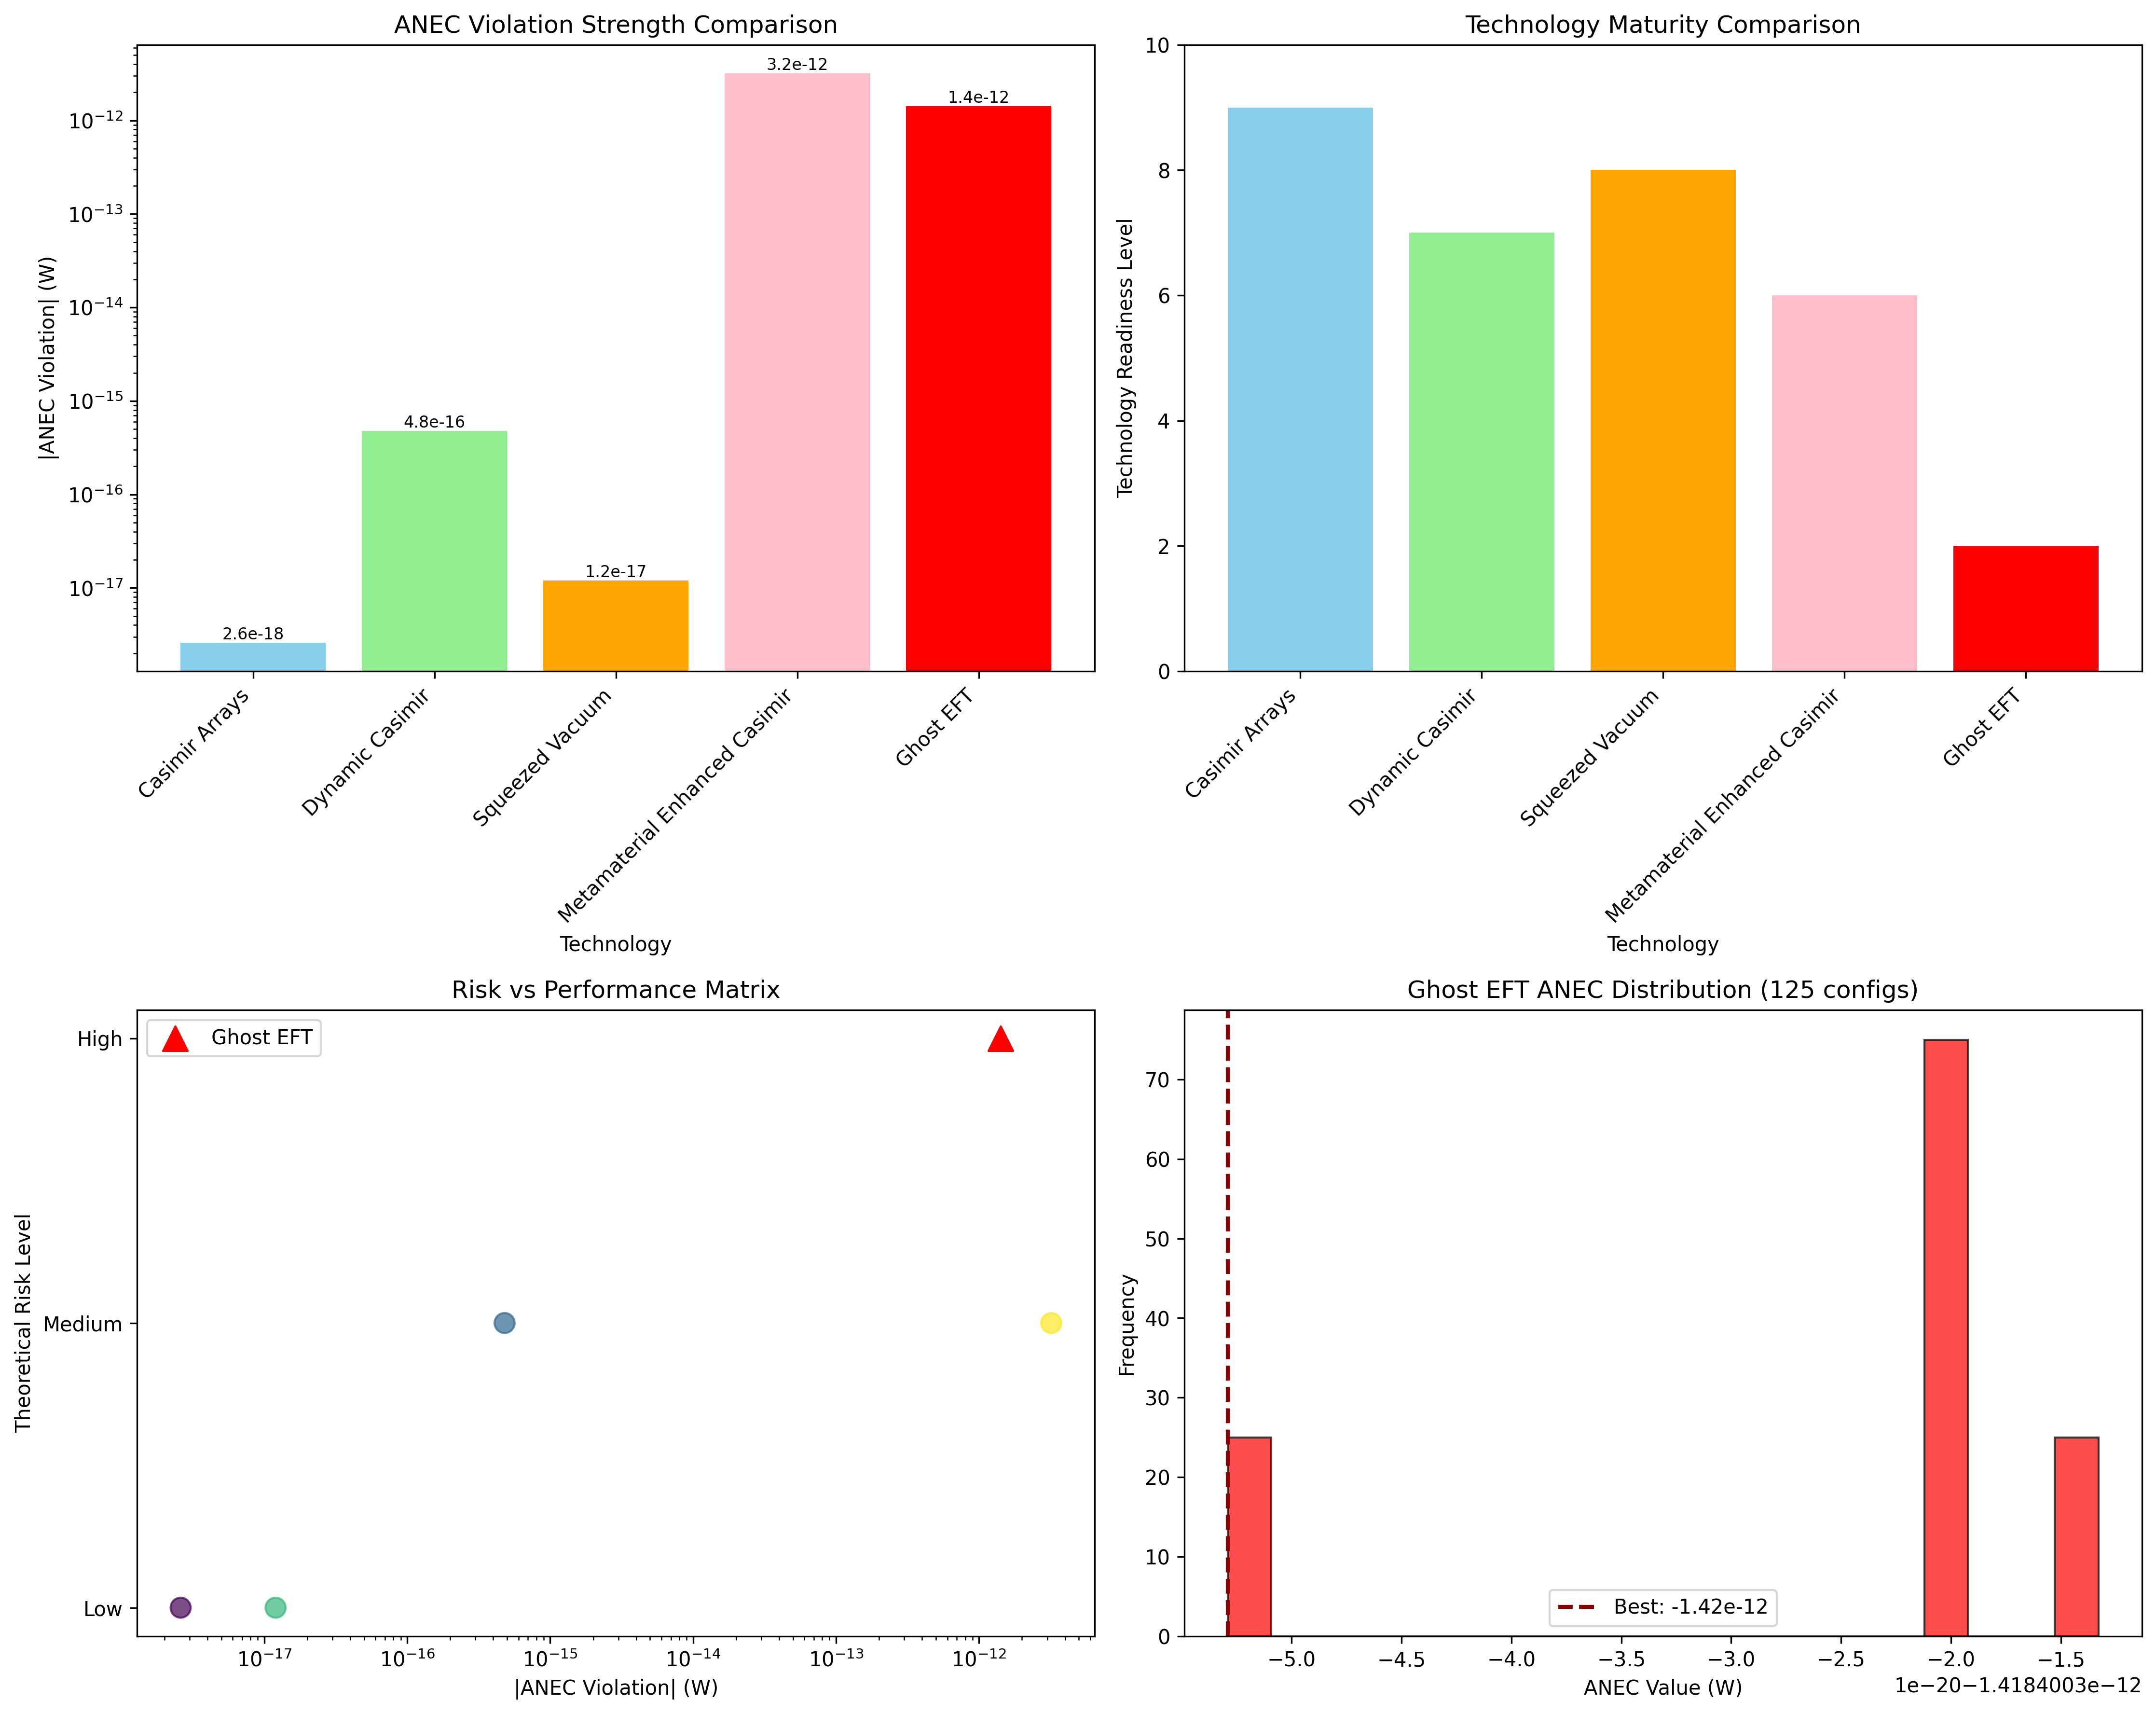 ANEC Violation Strength Comparison
|ANEC Violation| (W)
10⁻¹²
10⁻¹³
10⁻¹⁴
10⁻¹⁵
10⁻¹⁶
10⁻¹⁷
2.6e-18
4.8e-16
1.2e-17
3.2e-12
1.4e-12
Casimir Arrays
Dynamic Casimir
Squeezed Vacuum
Metamaterial Enhanced Casimir
Ghost EFT
Technology
Technology Maturity Comparison
Technology Readiness Level
10
8
6
4
2
0
Casimir Arrays
Dynamic Casimir
Squeezed Vacuum
Metamaterial Enhanced Casimir
Ghost EFT
Technology
Risk vs Performance Matrix
Theoretical Risk Level
High
Medium
Low
Ghost EFT
10⁻¹⁷
10⁻¹⁶
10⁻¹⁵
10⁻¹⁴
10⁻¹³
10⁻¹²
|ANEC Violation| (W)
Ghost EFT ANEC Distribution (125 configs)
Frequency
70
60
50
40
30
20
10
0
Best: -1.42e-12
−5.0
−4.5
−4.0
−3.5
−3.0
−2.5
−2.0
−1.5
ANEC Value (W)
1e−20−1.4184003e−12